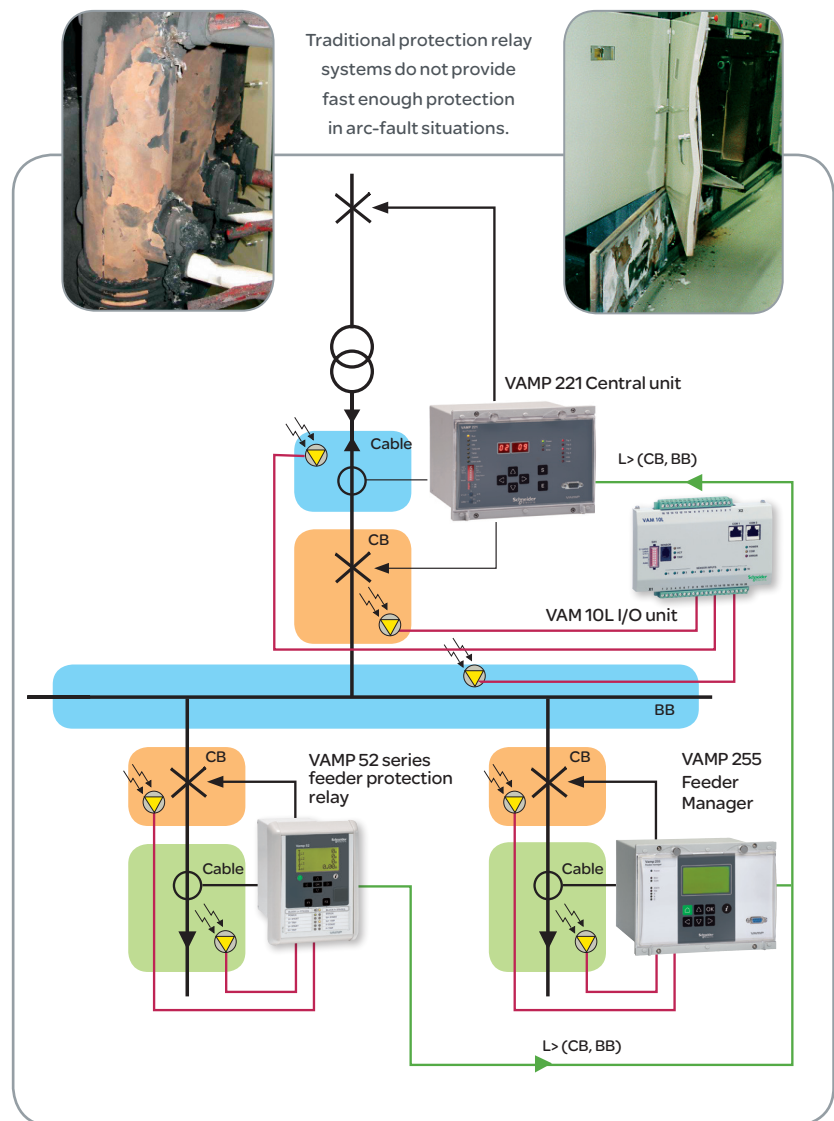 Traditional protection relay
systems do not provide
fast enough protection
in arc-fault situations.
VAMP 221 Central unit
Cable
L> (CB, BB)
CB
VAM 10L
VAM 10L I/O unit
BB
CB
VAMP 52 series
feeder protection
relay
Cable
CB
VAMP 255
Feeder
Manager
Cable
L> (CB, BB)